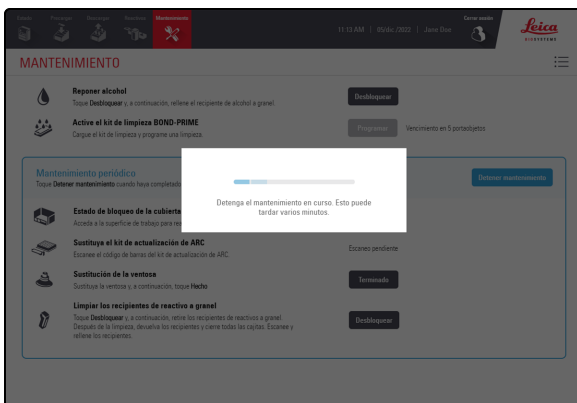 Estado
Precargar
Descargar
Reactivos
Mantenimiento
11:13 AM | 05/dic./2022 | Jane Doe
Cerrar sesión
Leica
BIOSYSTEMS
MANTENIMIENTO
Reponer alcohol
Toque Desbloquear y, a continuación, rellene el recipiente de alcohol a granel.
Desbloquear
Active el kit de limpieza BOND-PRIME
Cargue el kit de limpieza y programe una limpieza.
Programar
Vencimiento en 5 portaobjetos
Mantenimiento periódico
Toque Detener mantenimiento cuando haya completado
Detener mantenimiento
Detenga el mantenimiento en curso. Esto puede
tardar varios minutos.
Estado de bloqueo de la cubierta
Acceda a la superficie de trabajo para rea
Sustituya el kit de actualización de ARC
Escanee el código de barras del kit de actualización de ARC
Escaneo pendiente
Sustitución de la ventosa
Sustituya la ventosa y, a continuación, toque Hecho
Terminado
Limpiar los recipientes de reactivo a granel
Toque Desbloquear y, a continuación, retire los recipientes de reactivos a granel.
Después de la limpieza, devuelva los recipientes y cierre todas las cajitas. Escanee y
rellene los recipientes.
Desbloquear